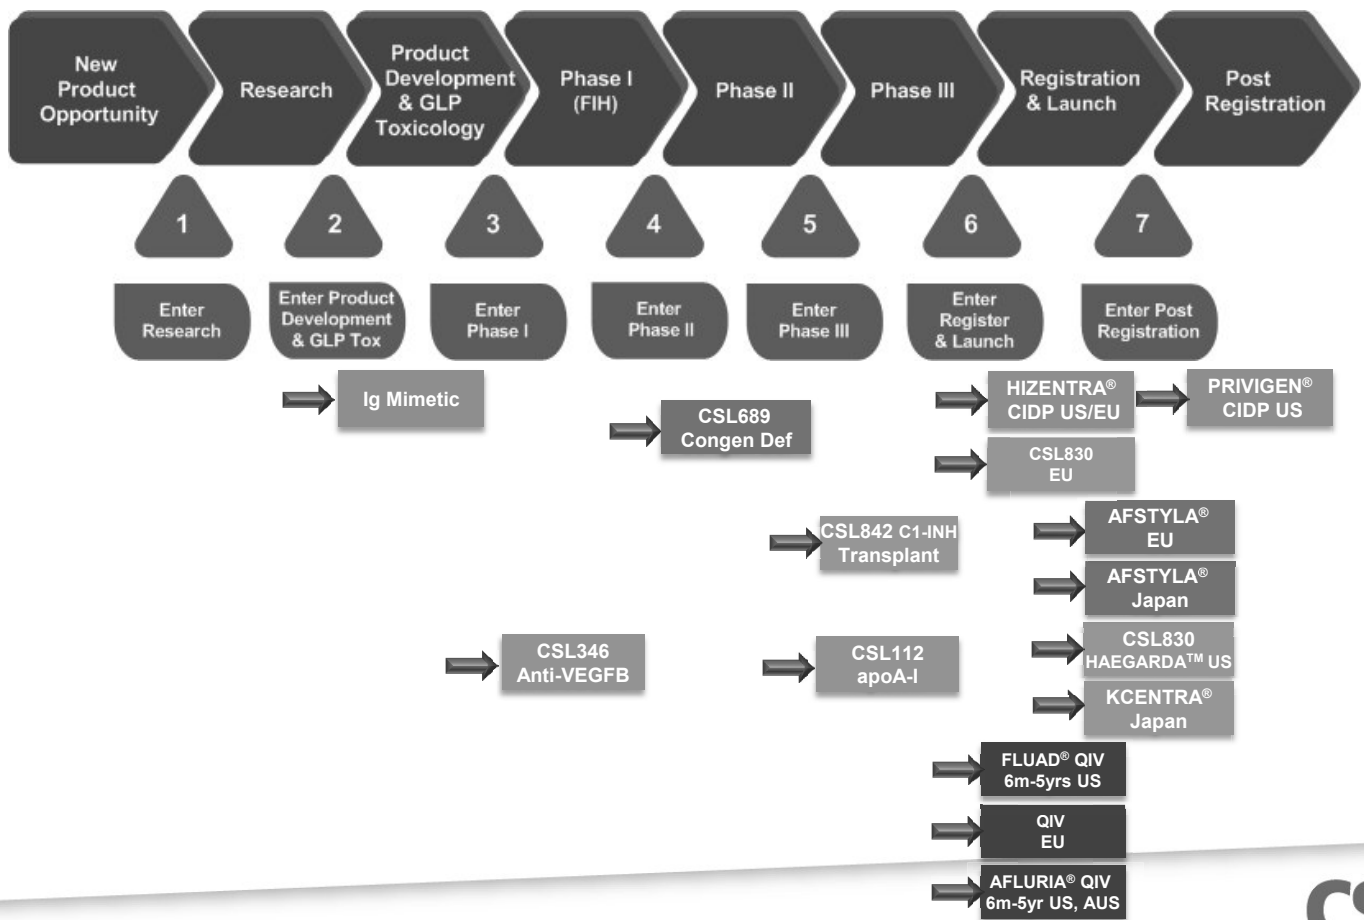 New
Product
Opportunity
Research
Product
Development
& GLP
Toxicology
Phase I
(FIH)
Phase II
Phase III
Registration
& Launch
Post
Registration
1
2
3
4
5
6
7
Enter
Research
Enter Product
Development
& GLP Tox
Enter
Phase I
Enter
Phase II
Enter
Phase III
Enter
Register
& Launch
Enter Post
Registration
Ig Mimetic
CSL689
Congen Def
HIZENTRA®
CIDP US/EU
PRIVIGEN®
CIDP US
CSL830
EU
CSL842 C1-INH
Transplant
AFSTYLA®
EU
AFSTYLA®
Japan
CSL346
Anti-VEGFB
CSL112
apoA-I
CSL830
HAEGARDA™ US
KCENTRA®
Japan
FLUAD® QIV
6m-5yrs US
QIV
EU
AFLURIA® QIV
6m-5yr US, AUS